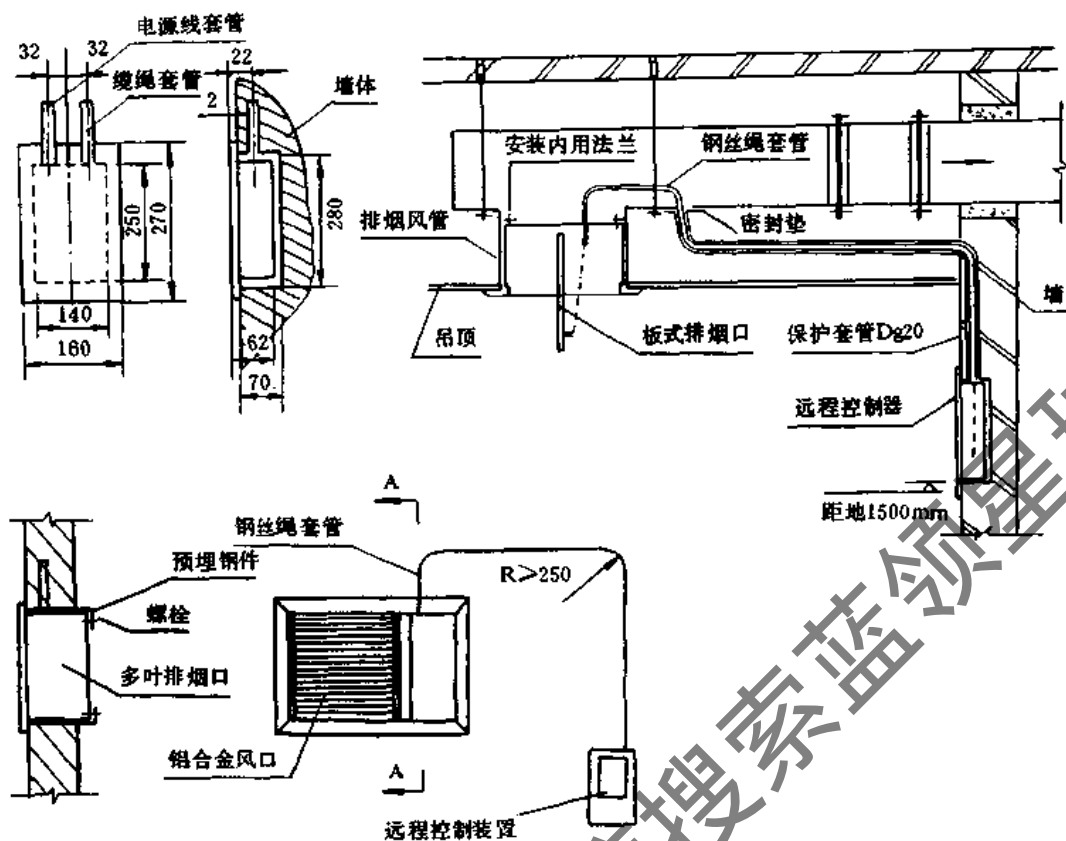 电源线套管
32
32
缆绳套管
250
270
140
160
22
2
墙体
280
62
70
安装内用法兰
钢丝绳套管
排烟风管
密封垫
吊顶
板式排烟口
墙
保护套管Dg20
远程控制器
距地1500mm
预埋钢件
螺栓
多叶排烟口
A
钢丝绳套管
R≥250
铝合金风口
A
远程控制装置
搜索蓝领星